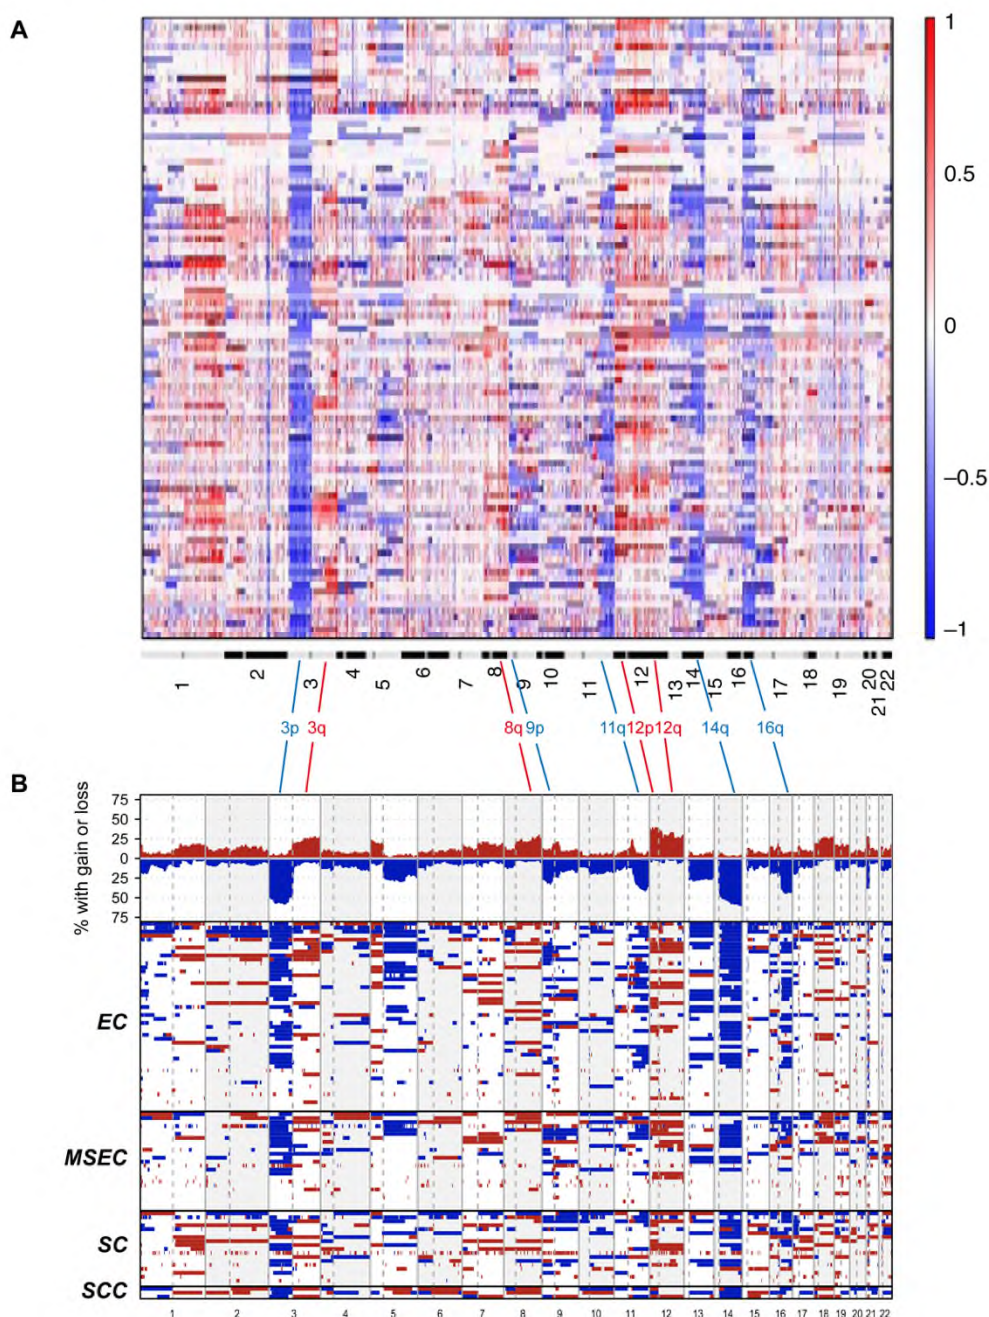 A
1
0.5
0
−0.5
−1
1 2 3 4 5 6 7 8 9 10 11 12 13 14 15 16 17 18 19 20 21 22
3p 3q 8q 9p 11q 12p 12q 14q 16q
B
% with gain or loss
75
50
25
0
25
50
75
EC
MSEC
SC
SCC
1 2 3 4 5 6 7 8 9 10 11 12 13 14 15 16 17 18 19 20 21 22